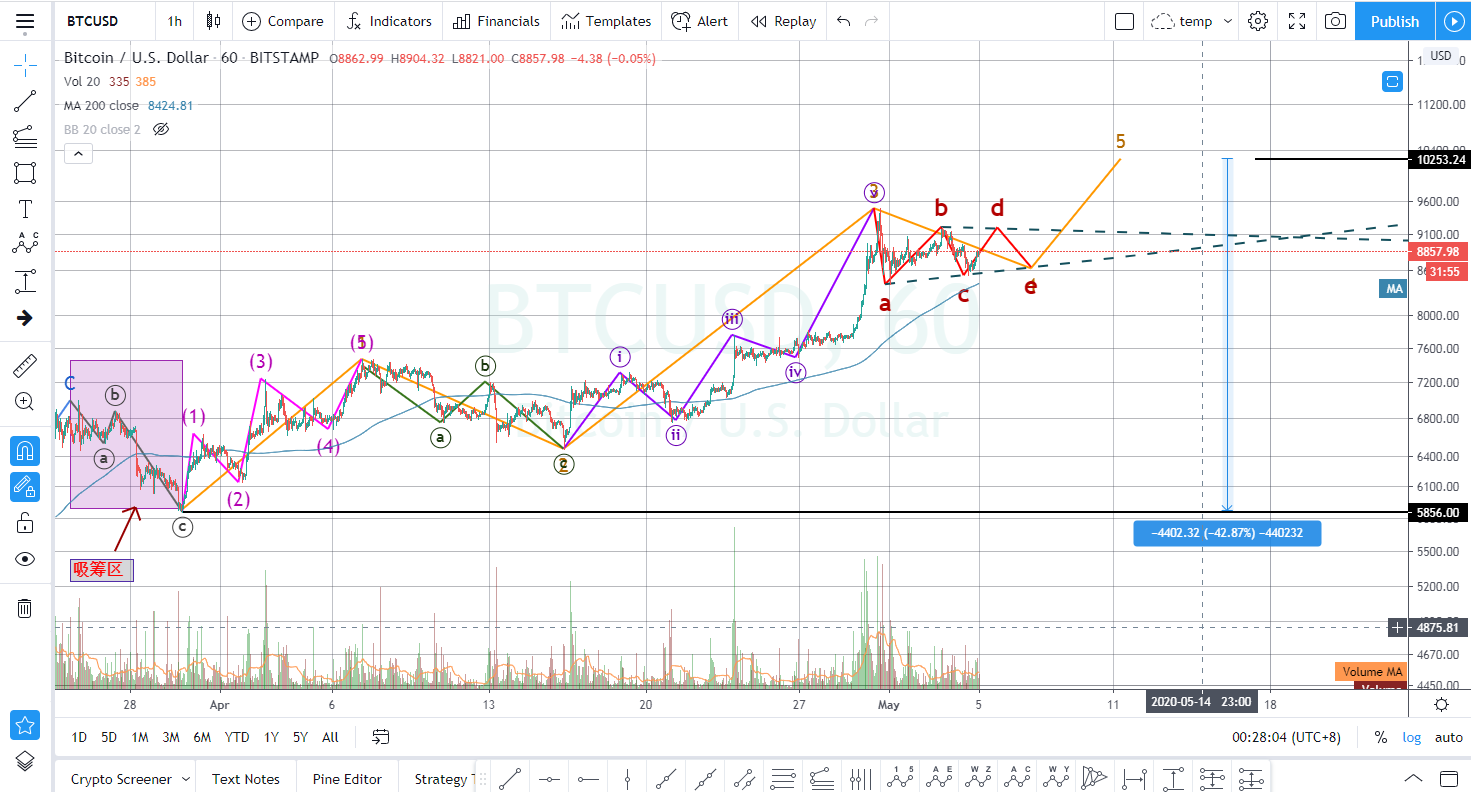 BTCUSD 1h Compare Indicators Financials Templates Alert Replay temp Publish
Bitcoin / U.S. Dollar · 60 · BITSTAMP O8862.99 H8904.32 L8821.00 C8857.98 −4.38 (−0.05%)
Vol 20 335 385
MA 200 close 8424.81
BB 20 close 2
USD
11200.00
10253.24
9600.00
9100.00
8857.98
31:55
MA
8000.00
7600.00
7200.00
6800.00
6400.00
6100.00
5856.00
5500.00
5200.00
4875.81
4670.00
4450.00
BTCUSD, 60
U.S. Dollar
5
b d
a c e
v
iii
i
iv
ii
(5)
(3)
(1)
(4)
(2)
b
a
c
C
b
a
c
吸筹区
−4402.32 (−42.87%) −440232
Volume MA
28 Apr 6 13 20 27 May 5 11 2020-05-14 23:00 18
1D 5D 1M 3M 6M YTD 1Y 5Y All 00:28:04 (UTC+8) % log auto
Crypto Screener Text Notes Pine Editor Strategy